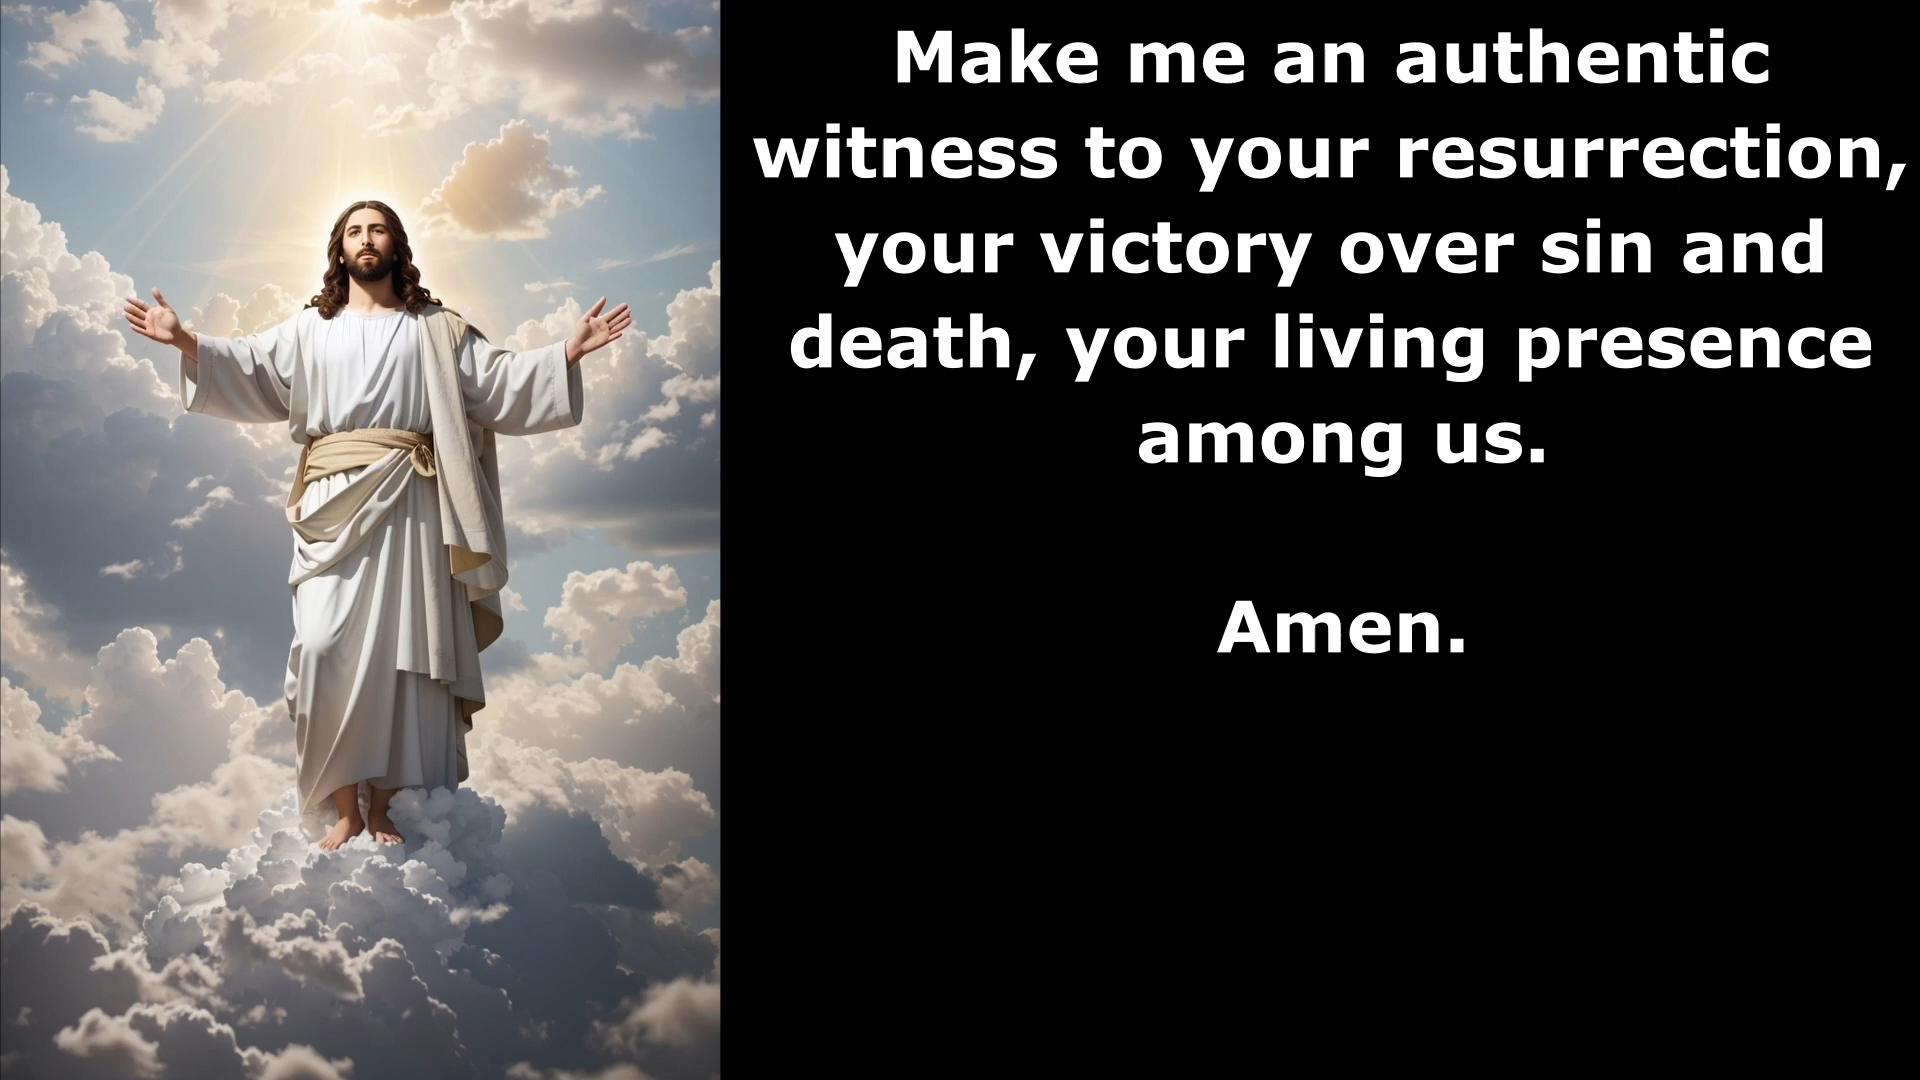 Make me an authentic
witness to your resurrection,
your victory over sin and
death, your living presence
among us.
Amen.